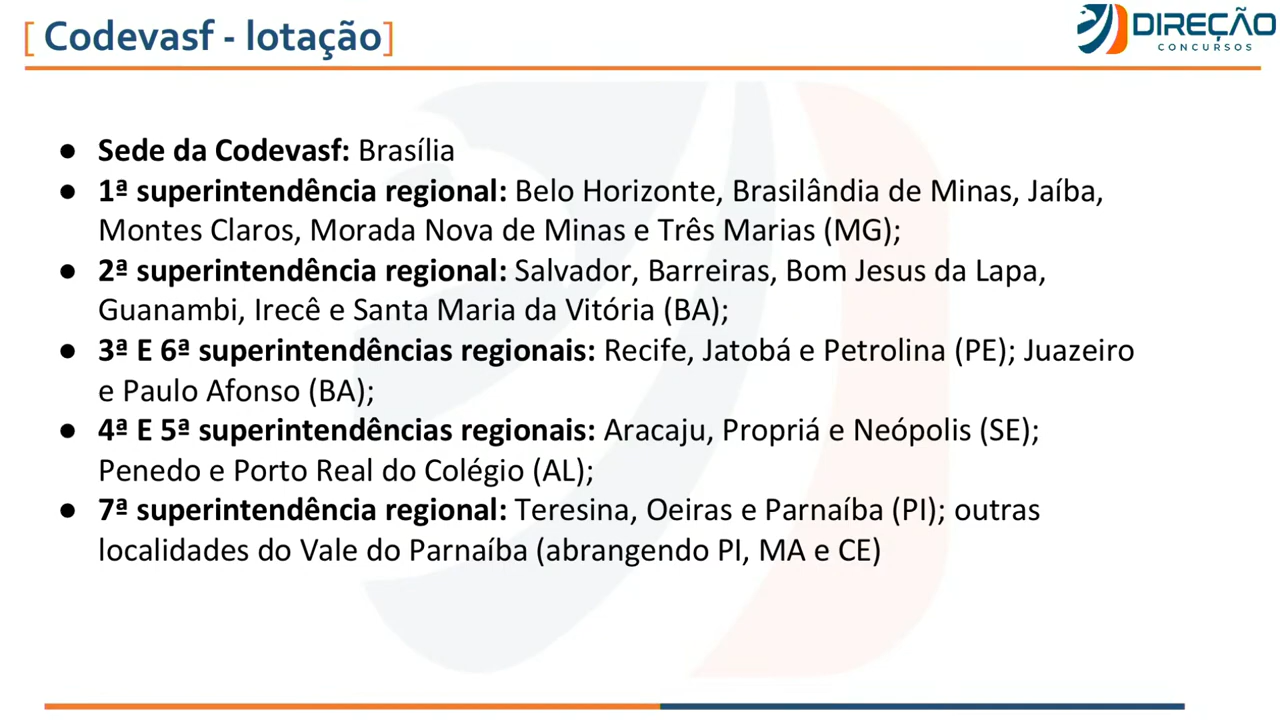 [ Codevasf - lotação]
DIREÇÃO
CONCURSOS
● Sede da Codevasf: Brasília
● 1ª superintendência regional: Belo Horizonte, Brasilândia de Minas, Jaíba,
Montes Claros, Morada Nova de Minas e Três Marias (MG);
● 2ª superintendência regional: Salvador, Barreiras, Bom Jesus da Lapa,
Guanambi, Irecê e Santa Maria da Vitória (BA);
● 3ª E 6ª superintendências regionais: Recife, Jatobá e Petrolina (PE); Juazeiro
e Paulo Afonso (BA);
● 4ª E 5ª superintendências regionais: Aracaju, Propriá e Neópolis (SE);
Penedo e Porto Real do Colégio (AL);
● 7ª superintendência regional: Teresina, Oeiras e Parnaíba (PI); outras
localidades do Vale do Parnaíba (abrangendo PI, MA e CE)